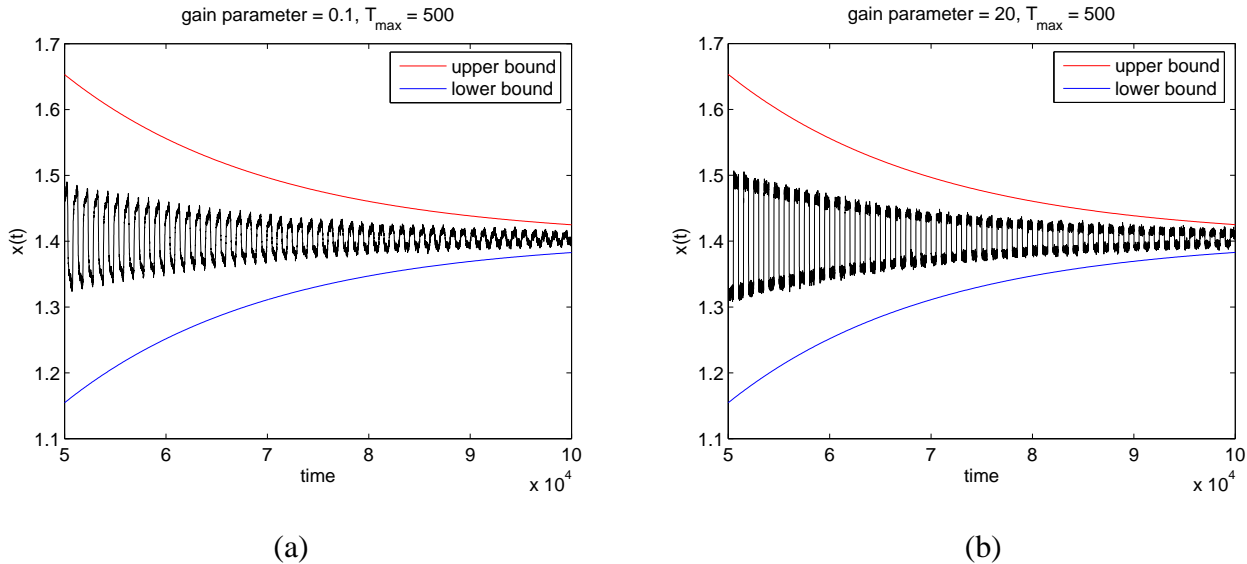 gain parameter = 0.1, T_max = 500
upper bound
lower bound
1.7
1.6
1.5
1.4
1.3
1.2
1.1
x(t)
5 6 7 8 9 10
time
x 10^4
(a)
gain parameter = 20, T_max = 500
upper bound
lower bound
1.7
1.6
1.5
1.4
1.3
1.2
1.1
x(t)
5 6 7 8 9 10
time
x 10^4
(b)